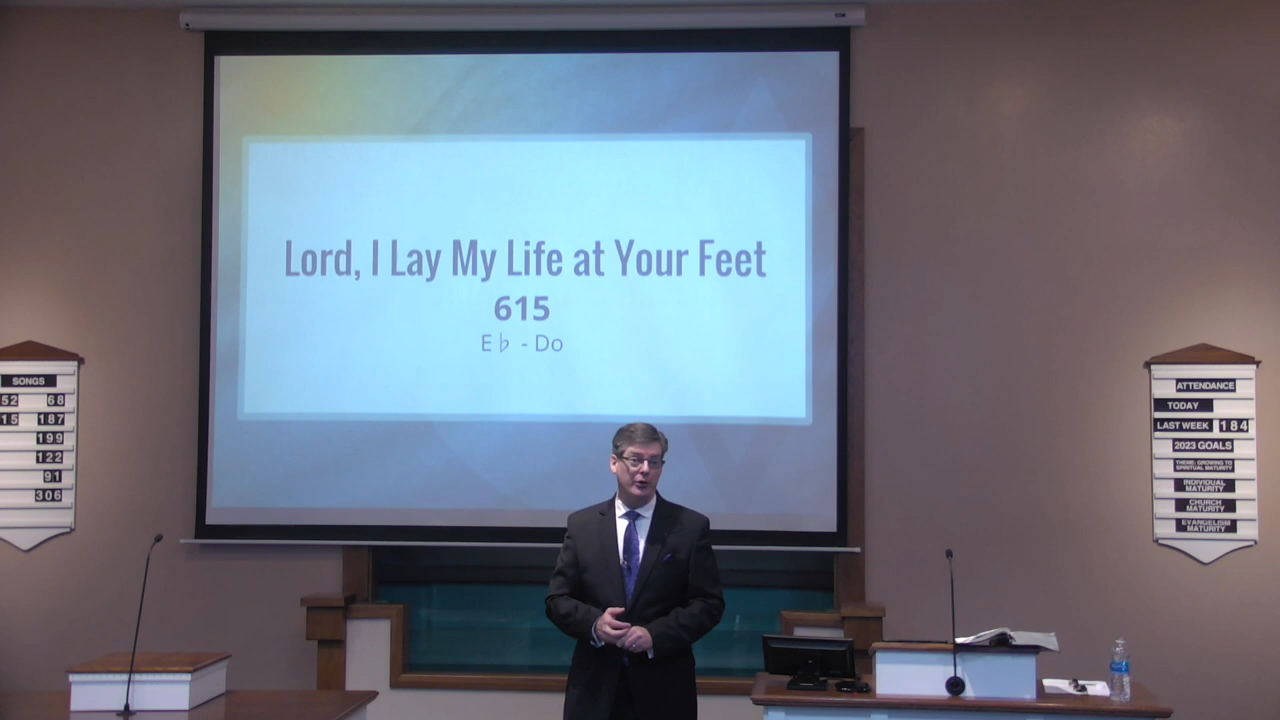 Lord, I Lay My Life at Your Feet
615
E♭ - Do
SONGS
52 68
15 187
199
122
91
306
ATTENDANCE
TODAY
LAST WEEK 184
2023 GOALS
THEME: GROWING TO
SPIRITUAL MATURITY
INDIVIDUAL
MATURITY
CHURCH
MATURITY
EVANGELISM
MATURITY